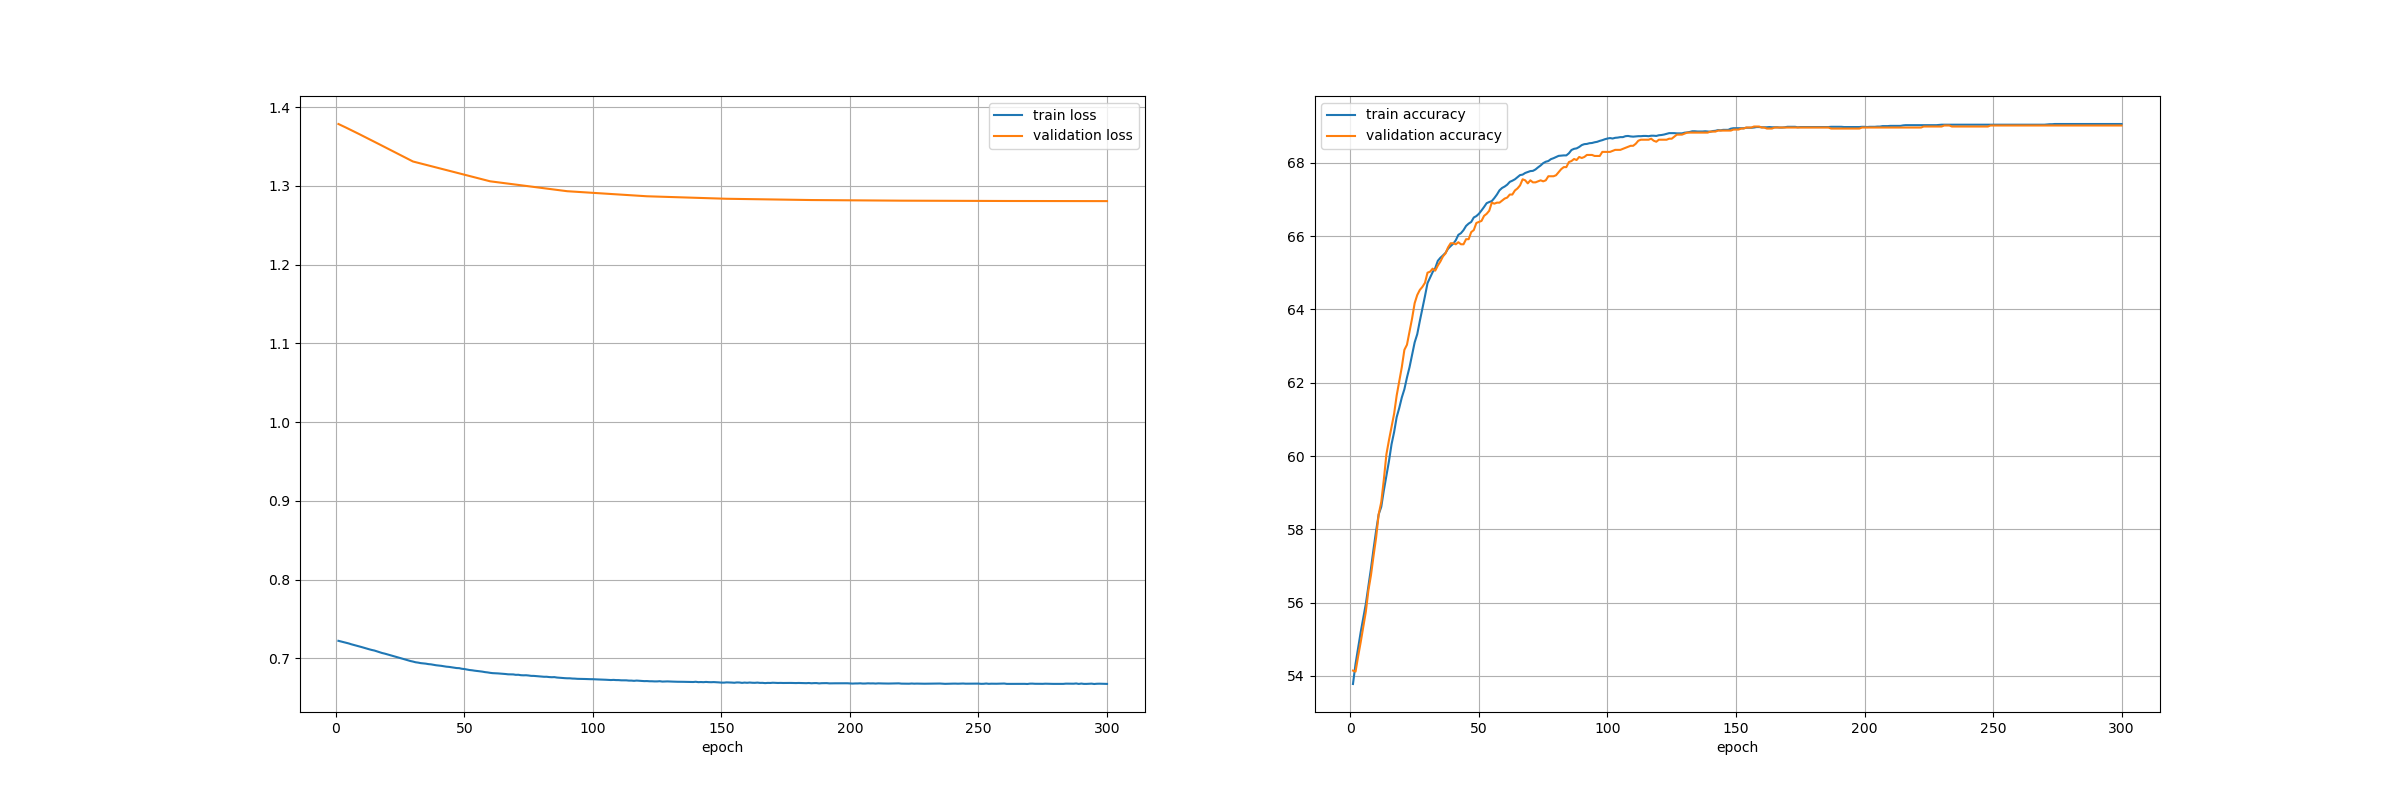 1.4
1.3
1.2
1.1
1.0
0.9
0.8
0.7
train loss
validation loss
0 50 100 150 200 250 300
epoch
68
66
64
62
60
58
56
54
train accuracy
validation accuracy
0 50 100 150 200 250 300
epoch